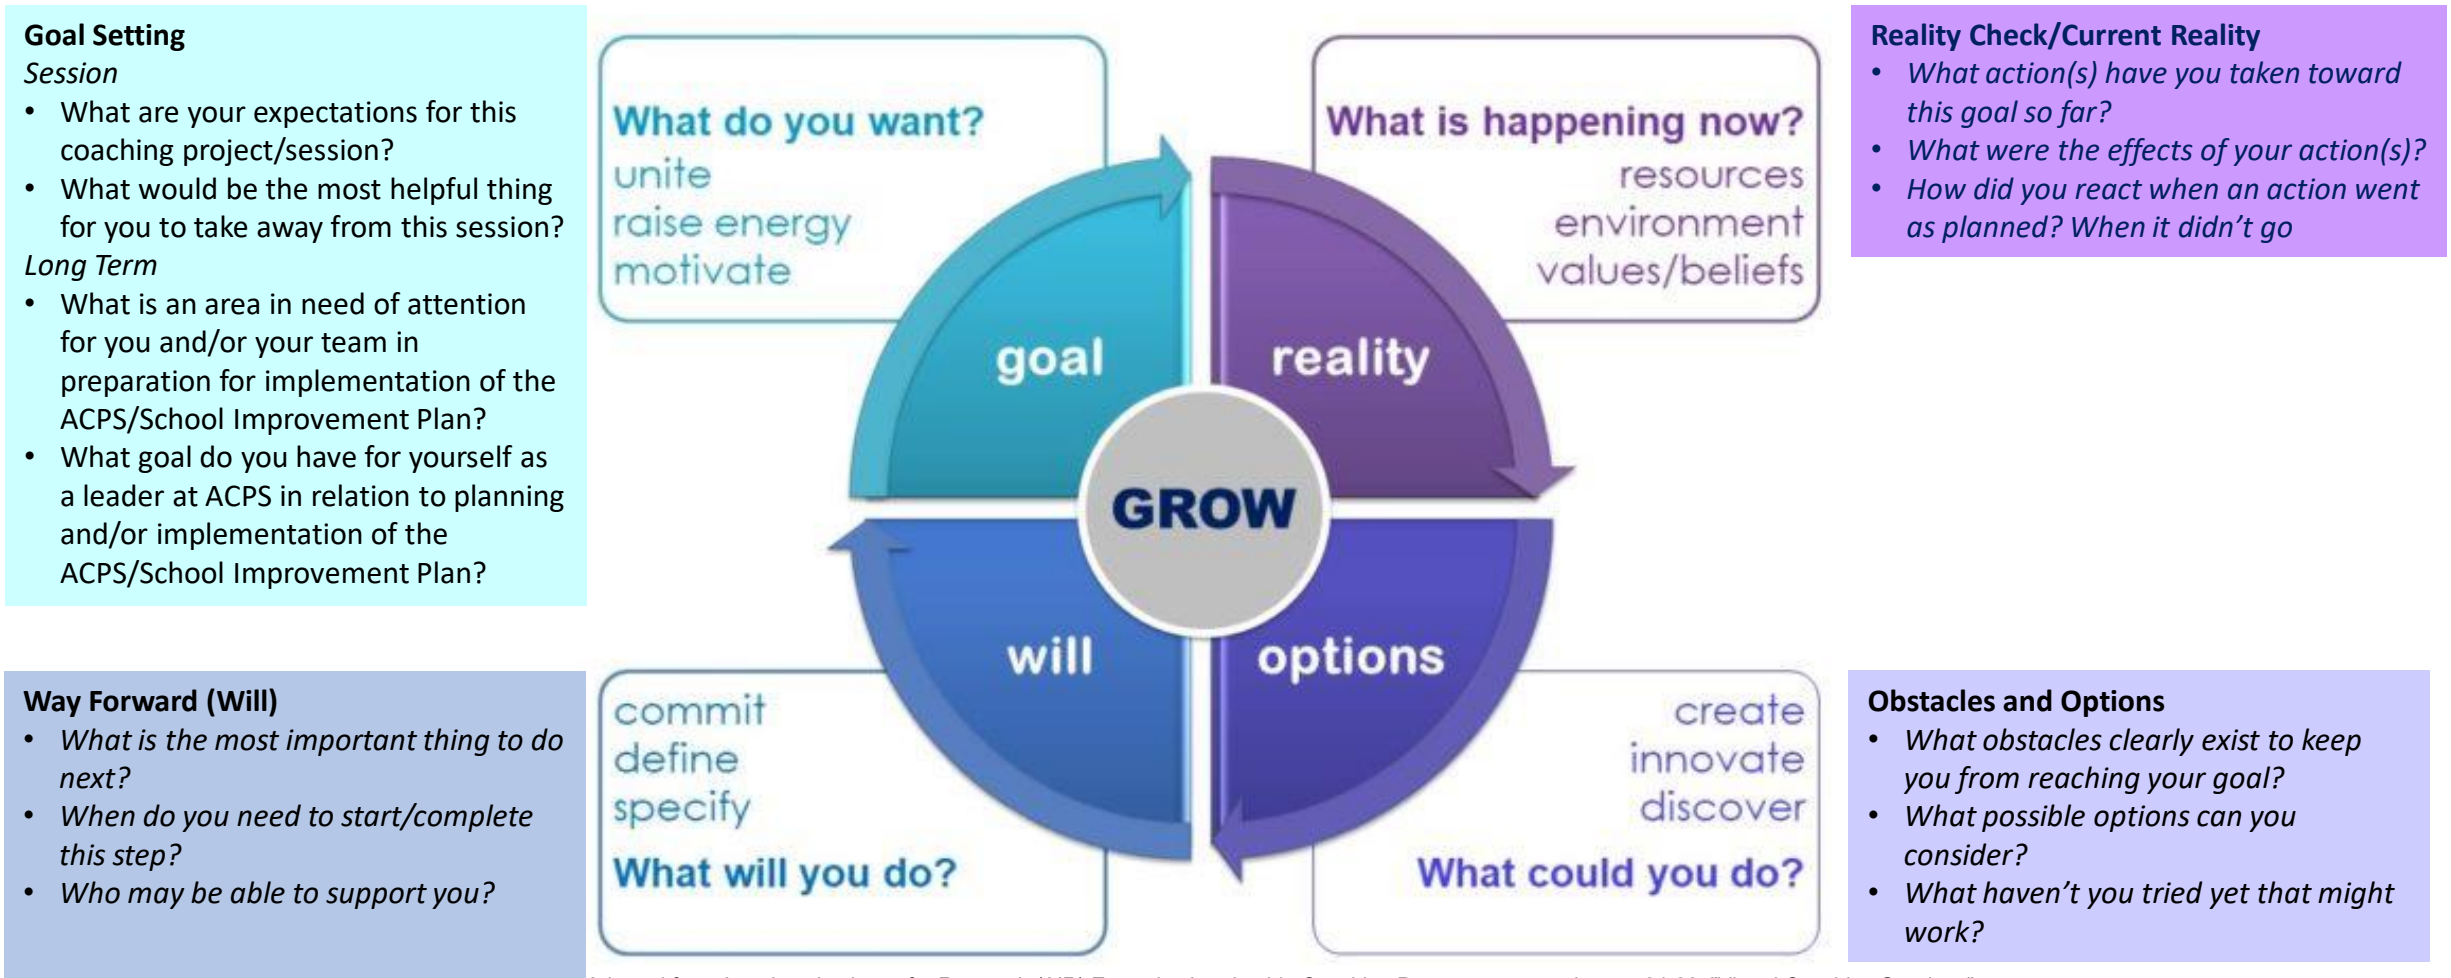 Goal Setting
Session
• What are your expectations for this
coaching project/session?
• What would be the most helpful thing
for you to take away from this session?
Long Term
• What is an area in need of attention
for you and/or your team in
preparation for implementation of the
ACPS/School Improvement Plan?
• What goal do you have for yourself as
a leader at ACPS in relation to planning
and/or implementation of the
ACPS/School Improvement Plan?
What do you want?
unite
raise energy
motivate
What is happening now?
resources
environment
values/beliefs
Reality Check/Current Reality
• What action(s) have you taken toward
this goal so far?
• What were the effects of your action(s)?
• How did you react when an action went
as planned? When it didn't go
goal
reality
GROW
will
options
Way Forward (Will)
• What is the most important thing to do
next?
• When do you need to start/complete
this step?
• Who may be able to support you?
commit
define
specify
What will you do?
create
innovate
discover
What could you do?
Obstacles and Options
• What obstacles clearly exist to keep
you from reaching your goal?
• What possible options can you
consider?
• What haven't you tried yet that might
work?